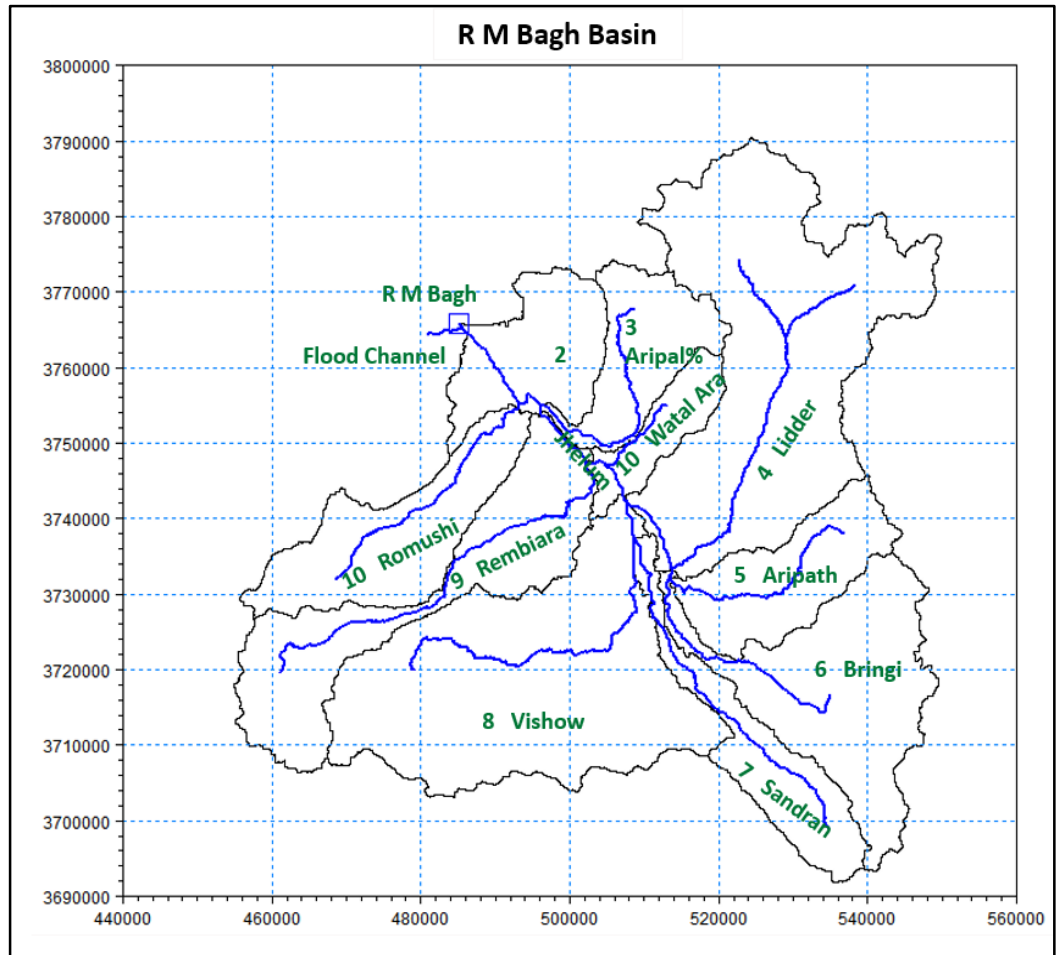 R M Bagh Basin
3800000
3790000
3780000
3770000
3760000
3750000
3740000
3730000
3720000
3710000
3700000
3690000
440000 460000 480000 500000 520000 540000 560000
R M Bagh
Flood Channel
2
3
Aripal%
10 Watal Ara
Jhelum
4 Lidder
10 Romushi
9 Rembiara
5 Aripath
6 Bringi
8 Vishow
7 Sandran